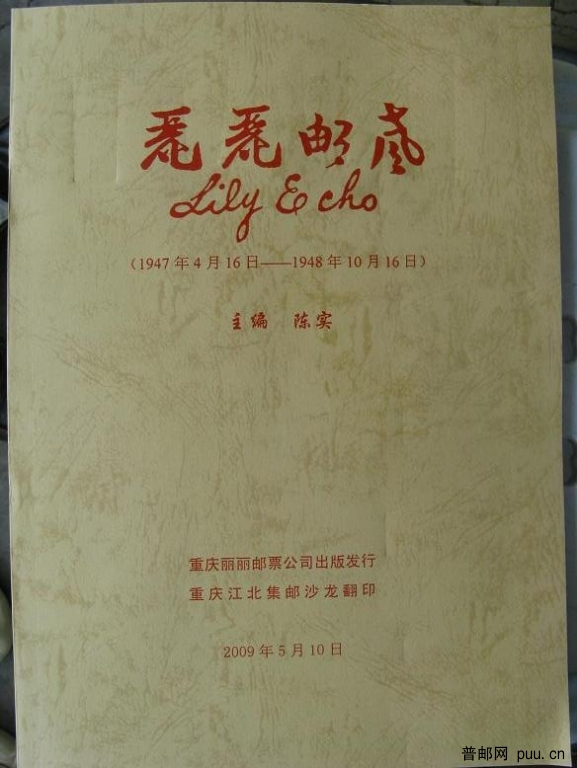 麗麗邮
Lily Echo
（1947年4月16日——1948年10月16日）
主编 陈实
重庆丽丽邮票公司出版发行
重庆江北集邮沙龙翻印
2009年5月10日
普邮网 puu.cn